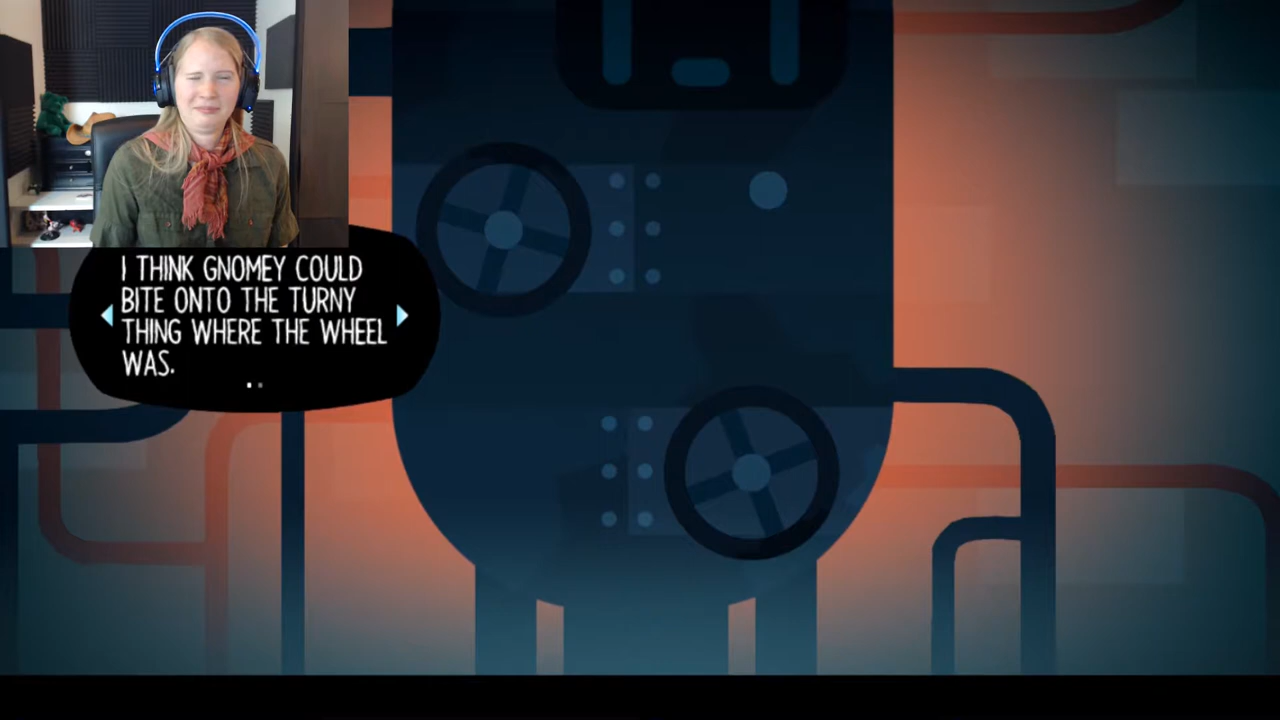 I THINK GNOMEY COULD
BITE ONTO THE TURNY
THING WHERE THE WHEEL
WAS.